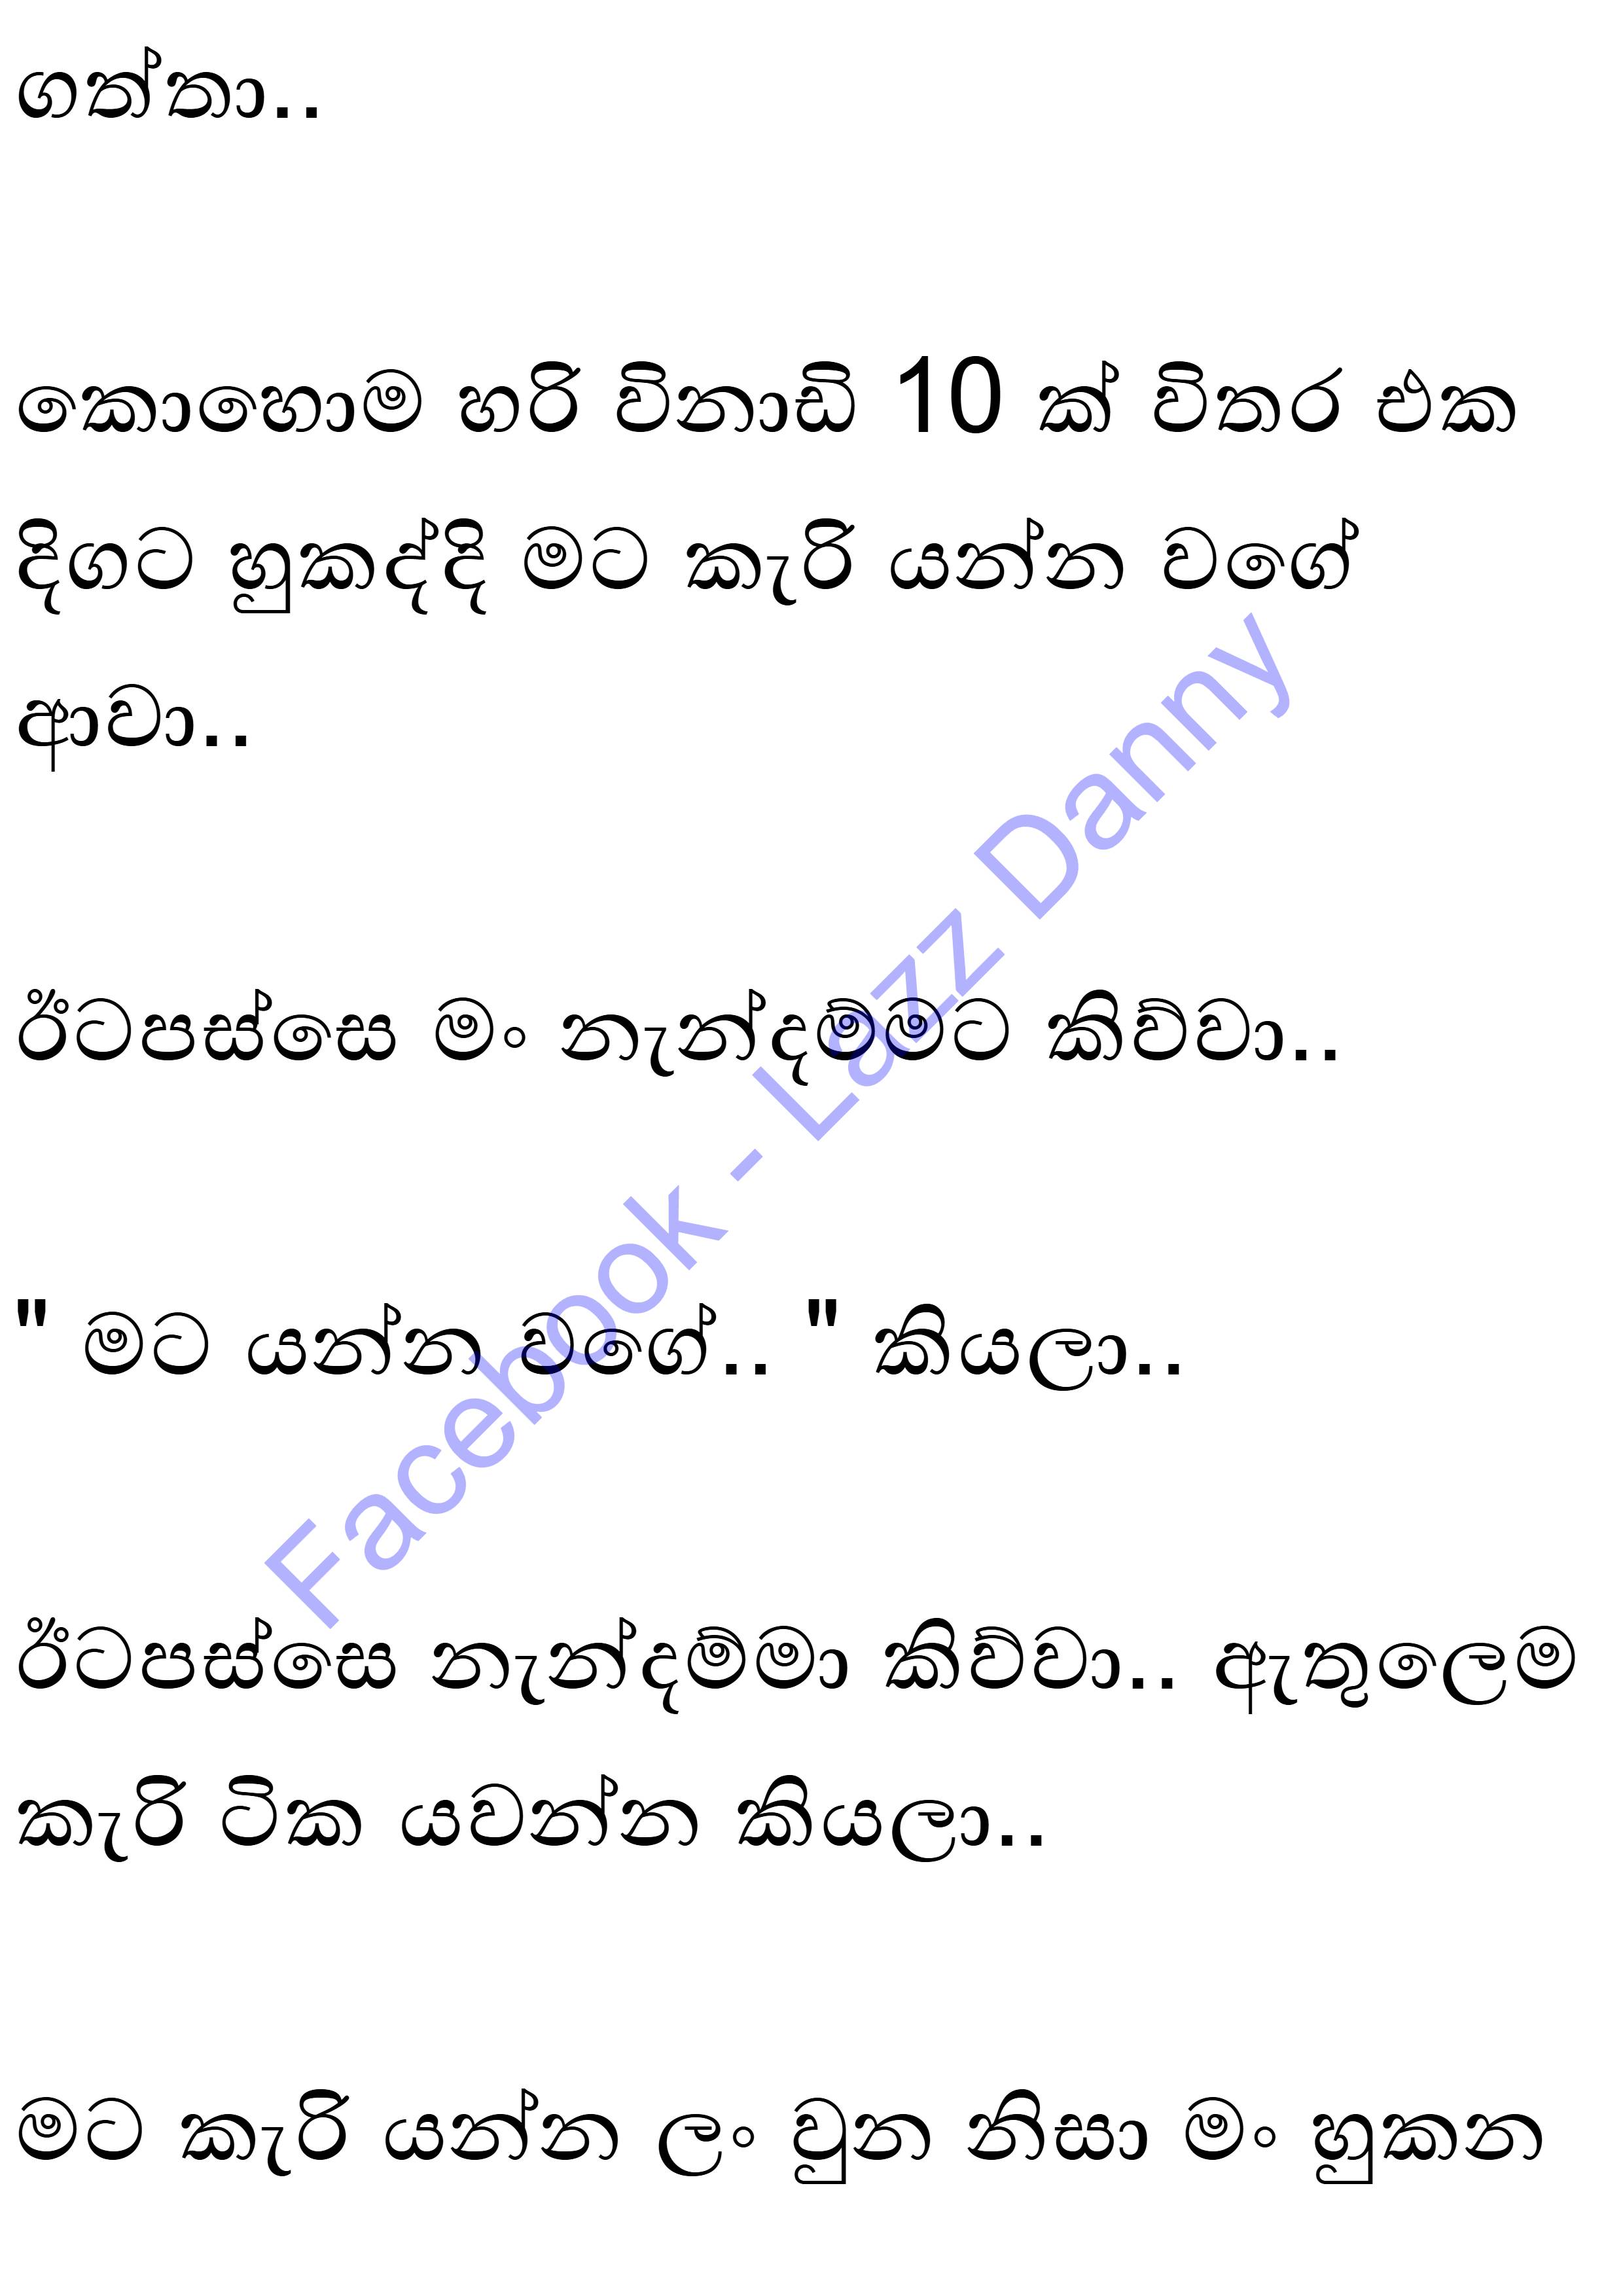 ගත්තා..
කොහොම හරි විනාඩි 10 ක් විතර එක
දිගට හුකද්දි මට කැරි යන්න වගේ
ආවා..
ඊටපස්සෙ මං නැන්දම්මට කිව්වා..
" මට යන්න වගේ.. " කියලා..
ඊටපස්සෙ නැන්දම්මා කිව්වා.. ඇතුලෙම
කැරි ටික යවන්න කියලා..
මට කැරි යන්න ලං වුන නිසා මං හුකන
Facebook - Lazz Danny